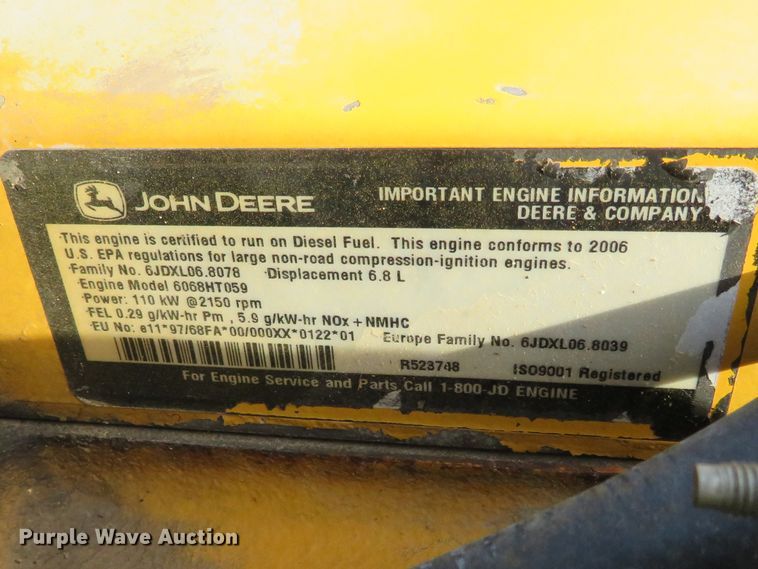 JOHN DEERE
IMPORTANT ENGINE INFORMATION
DEERE & COMPANY
This engine is certified to run on Diesel Fuel. This engine conforms to 2006
U.S. EPA regulations for large non-road compression-ignition engines.
Family No. 6JDXL06.8078 Displacement 6.8 L
Engine Model 6068HT059
Power: 110 kW @2150 rpm
FEL 0.29 g/kW-hr Pm , 5.9 g/kW-hr NOx + NMHC
EU No: e11*97/68FA*00/000XX*0122*01 Europe Family No. 6JDXL06.8039
R523748 ISO9001 Registered
For Engine Service and Parts Call 1-800-JD ENGINE
Purple Wave Auction